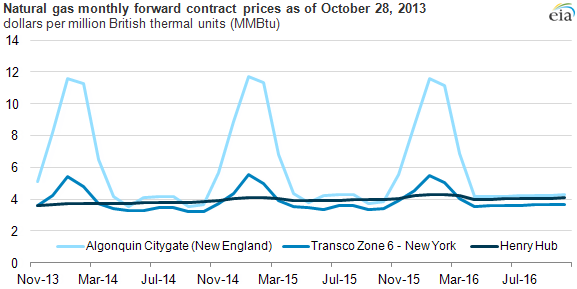 Natural gas monthly forward contract prices as of October 28, 2013
dollars per million British thermal units (MMBtu)
eia
14
12
10
8
6
4
2
0
Algonquin Citygate (New England) Transco Zone 6 - New York Henry Hub
Nov-13 Mar-14 Jul-14 Nov-14 Mar-15 Jul-15 Nov-15 Mar-16 Jul-16